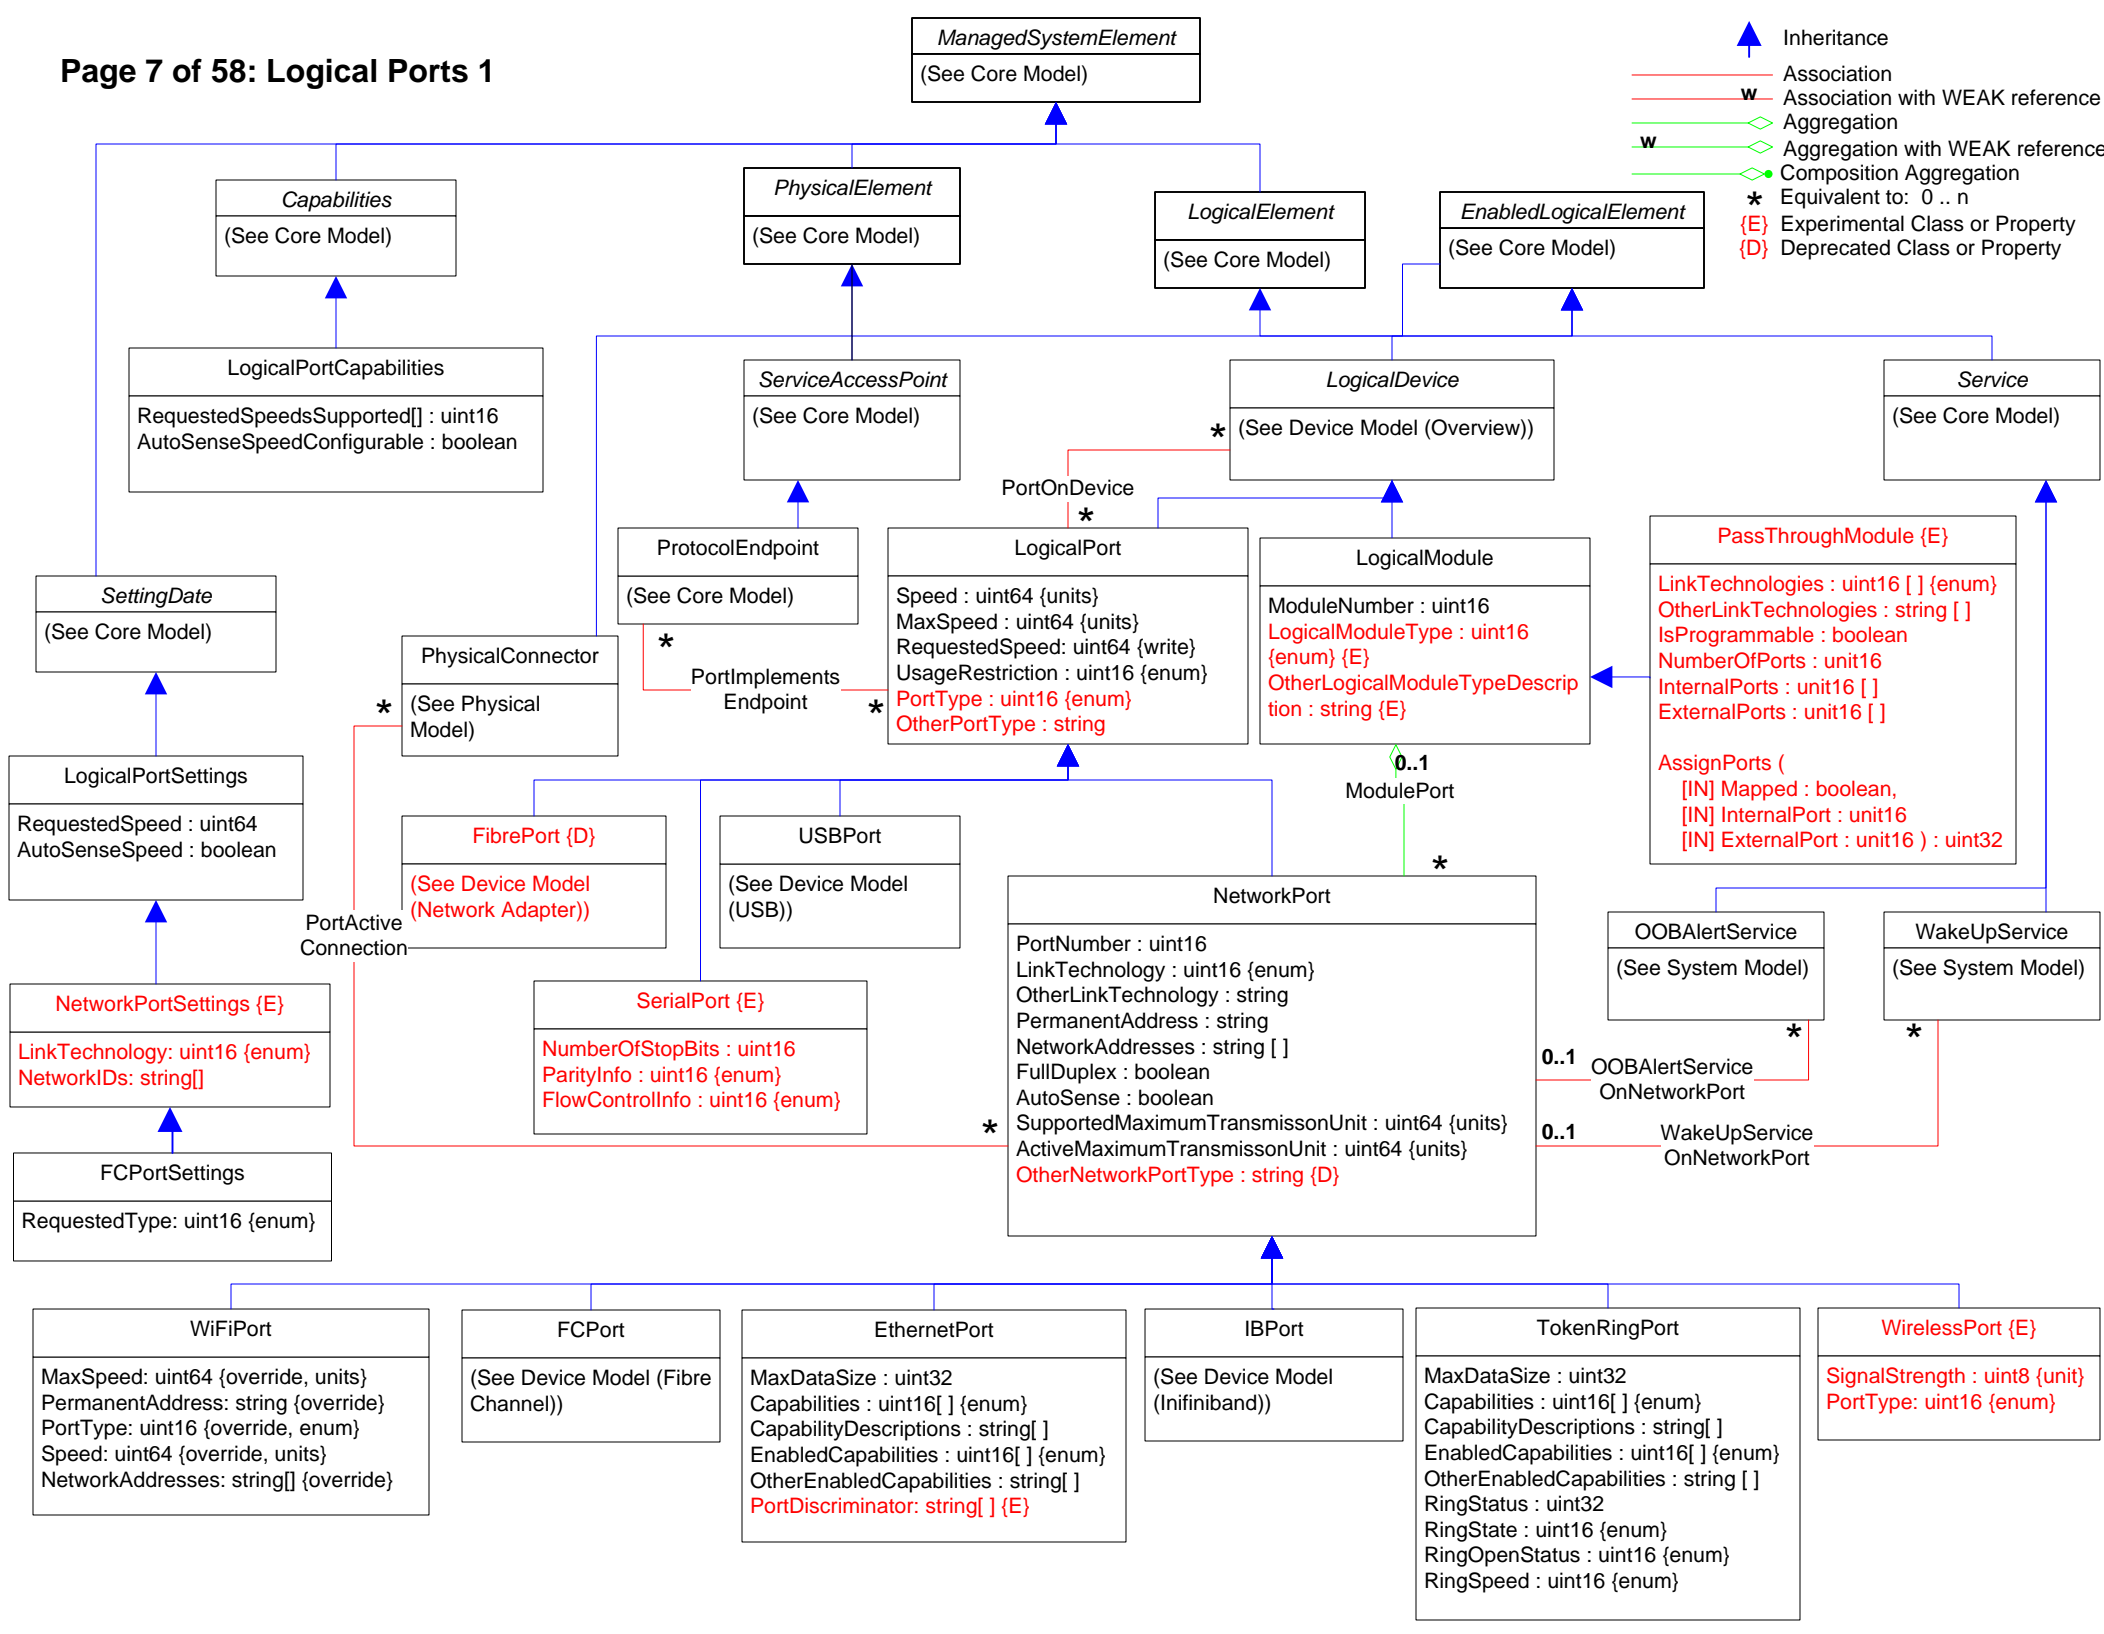 Page 7 of 58: Logical Ports 1
ManagedSystemElement
(See Core Model)
Inheritance
Association
w
Association with WEAK reference
Aggregation
w
Aggregation with WEAK reference
Composition Aggregation
* Equivalent to: 0 .. n
{E} Experimental Class or Property
{D} Deprecated Class or Property
Capabilities
(See Core Model)
PhysicalElement
(See Core Model)
LogicalElement
(See Core Model)
EnabledLogicalElement
(See Core Model)
LogicalPortCapabilities
RequestedSpeedsSupported[] : uint16
AutoSenseSpeedConfigurable : boolean
ServiceAccessPoint
(See Core Model)
LogicalDevice
(See Device Model (Overview))
*
Service
(See Core Model)
PortOnDevice
*
SettingDate
(See Core Model)
ProtocolEndpoint
(See Core Model)
*
PortImplements
Endpoint
*
LogicalPort
Speed : uint64 {units}
MaxSpeed : uint64 {units}
RequestedSpeed: uint64 {write}
UsageRestriction : uint16 {enum}
PortType : uint16 {enum}
OtherPortType : string
LogicalModule
ModuleNumber : uint16
LogicalModuleType : uint16
{enum} {E}
OtherLogicalModuleTypeDescrip
tion : string {E}
PassThroughModule {E}
LinkTechnologies : uint16 [ ] {enum}
OtherLinkTechnologies : string [ ]
IsProgrammable : boolean
NumberOfPorts : unit16
InternalPorts : unit16 [ ]
ExternalPorts : unit16 [ ]
AssignPorts (
[IN] Mapped : boolean,
[IN] InternalPort : unit16
[IN] ExternalPort : unit16 ) : uint32
PhysicalConnector
(See Physical
Model)
*
LogicalPortSettings
RequestedSpeed : uint64
AutoSenseSpeed : boolean
0..1
ModulePort
*
FibrePort {D}
(See Device Model
(Network Adapter))
USBPort
(See Device Model
(USB))
PortActive
Connection
NetworkPort
PortNumber : uint16
LinkTechnology : uint16 {enum}
OtherLinkTechnology : string
PermanentAddress : string
NetworkAddresses : string [ ]
FullDuplex : boolean
AutoSense : boolean
SupportedMaximumTransmissonUnit : uint64 {units}
ActiveMaximumTransmissonUnit : uint64 {units}
OtherNetworkPortType : string {D}
*
OOBAlertService
(See System Model)
*
WakeUpService
(See System Model)
*
0..1
OOBAlertService
OnNetworkPort
0..1
WakeUpService
OnNetworkPort
NetworkPortSettings {E}
LinkTechnology: uint16 {enum}
NetworkIDs: string[]
SerialPort {E}
NumberOfStopBits : uint16
ParityInfo : uint16 {enum}
FlowControlInfo : uint16 {enum}
FCPortSettings
RequestedType: uint16 {enum}
WiFiPort
MaxSpeed: uint64 {override, units}
PermanentAddress: string {override}
PortType: uint16 {override, enum}
Speed: uint64 {override, units}
NetworkAddresses: string[] {override}
FCPort
(See Device Model (Fibre
Channel))
EthernetPort
MaxDataSize : uint32
Capabilities : uint16[ ] {enum}
CapabilityDescriptions : string[ ]
EnabledCapabilities : uint16[ ] {enum}
OtherEnabledCapabilities : string[ ]
PortDiscriminator: string[ ] {E}
IBPort
(See Device Model
(Inifiniband))
TokenRingPort
MaxDataSize : uint32
Capabilities : uint16[ ] {enum}
CapabilityDescriptions : string[ ]
EnabledCapabilities : uint16[ ] {enum}
OtherEnabledCapabilities : string [ ]
RingStatus : uint32
RingState : uint16 {enum}
RingOpenStatus : uint16 {enum}
RingSpeed : uint16 {enum}
WirelessPort {E}
SignalStrength : uint8 {unit}
PortType: uint16 {enum}